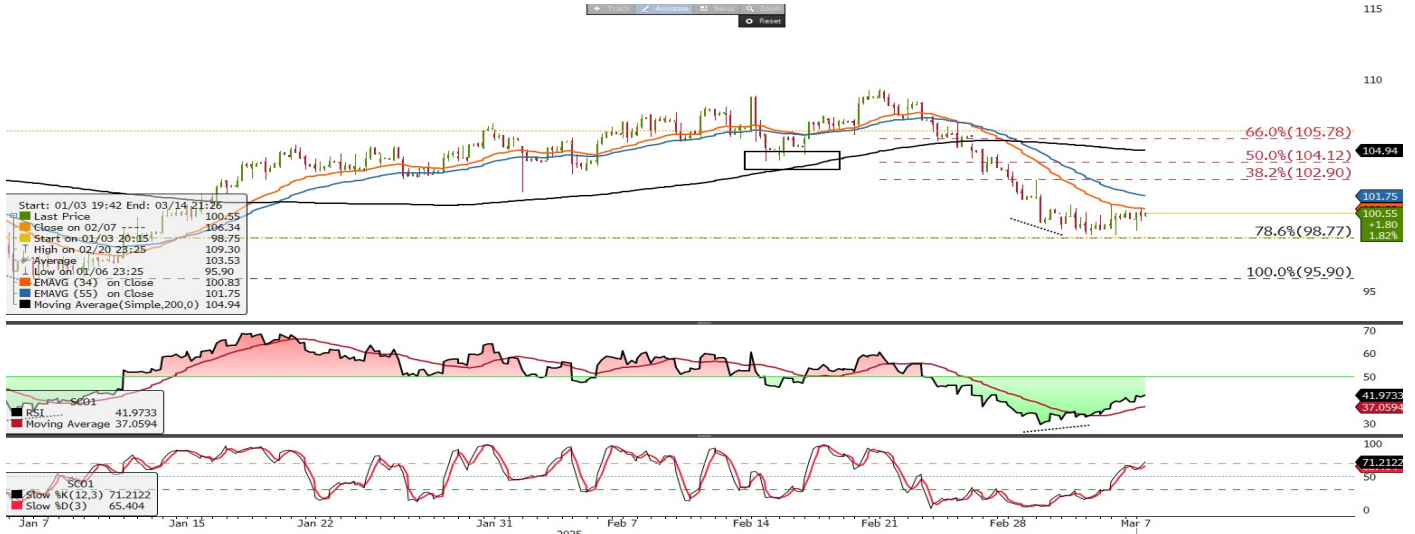 Track Annotate News Zoom
Reset
115
110
95
66.0%(105.78)
50.0%(104.12)
38.2%(102.90)
78.6%(98.77)
100.0%(95.90)
104.94
101.75
100.55
+1.80
1.82%
Start: 01/03 19:42 End: 03/14 21:26
Last Price 100.55
Close on 02/07 ---- 106.34
Start on 01/03 20:15 98.75
High on 02/20 23:25 109.30
Average 103.53
Low on 01/06 23:25 95.90
EMAVG (34) on Close 100.83
EMAVG (55) on Close 101.75
Moving Average(Simple,200,0) 104.94
70
60
50
41.9733
37.0594
30
SCO1
RSI 41.9733
Moving Average 37.0594
100
71.2122
50
0
SCO1
Slow %K(12,3) 71.2122
Slow %D(3) 65.404
Jan 7 Jan 15 Jan 22 Jan 31 Feb 7 Feb 14 Feb 21 Feb 28 Mar 7
2025